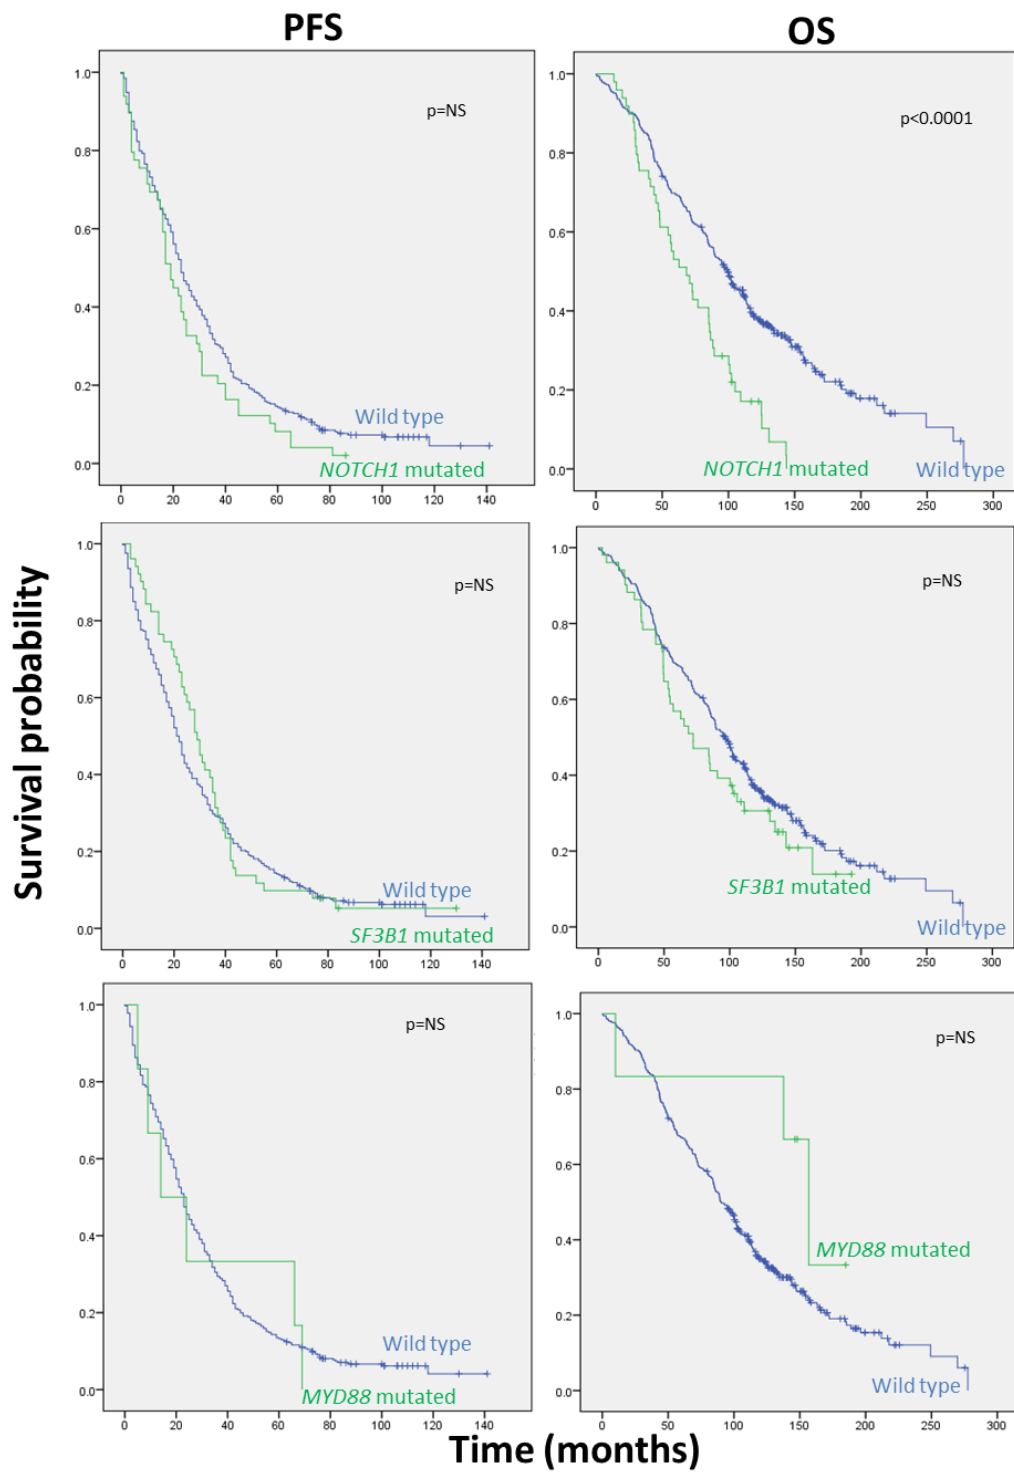 PFS
OS
Survival probability
1.0
0.8
0.6
0.4
0.2
0.0
p=NS
Wild type
NOTCH1 mutated
0 20 40 60 80 100 120 140
1.0
0.8
0.6
0.4
0.2
0.0
p<0.0001
NOTCH1 mutated
Wild type
0 50 100 150 200 250 300
1.0
0.8
0.6
0.4
0.2
0.0
p=NS
Wild type
SF3B1 mutated
0 20 40 60 80 100 120 140
1.0
0.8
0.6
0.4
0.2
0.0
p=NS
SF3B1 mutated
Wild type
0 50 100 150 200 250 300
1.0
0.8
0.6
0.4
0.2
0.0
p=NS
Wild type
MYD88 mutated
0 20 40 60 80 100 120 140
1.0
0.8
0.6
0.4
0.2
0.0
p=NS
MYD88 mutated
Wild type
0 50 100 150 200 250 300
Time (months)